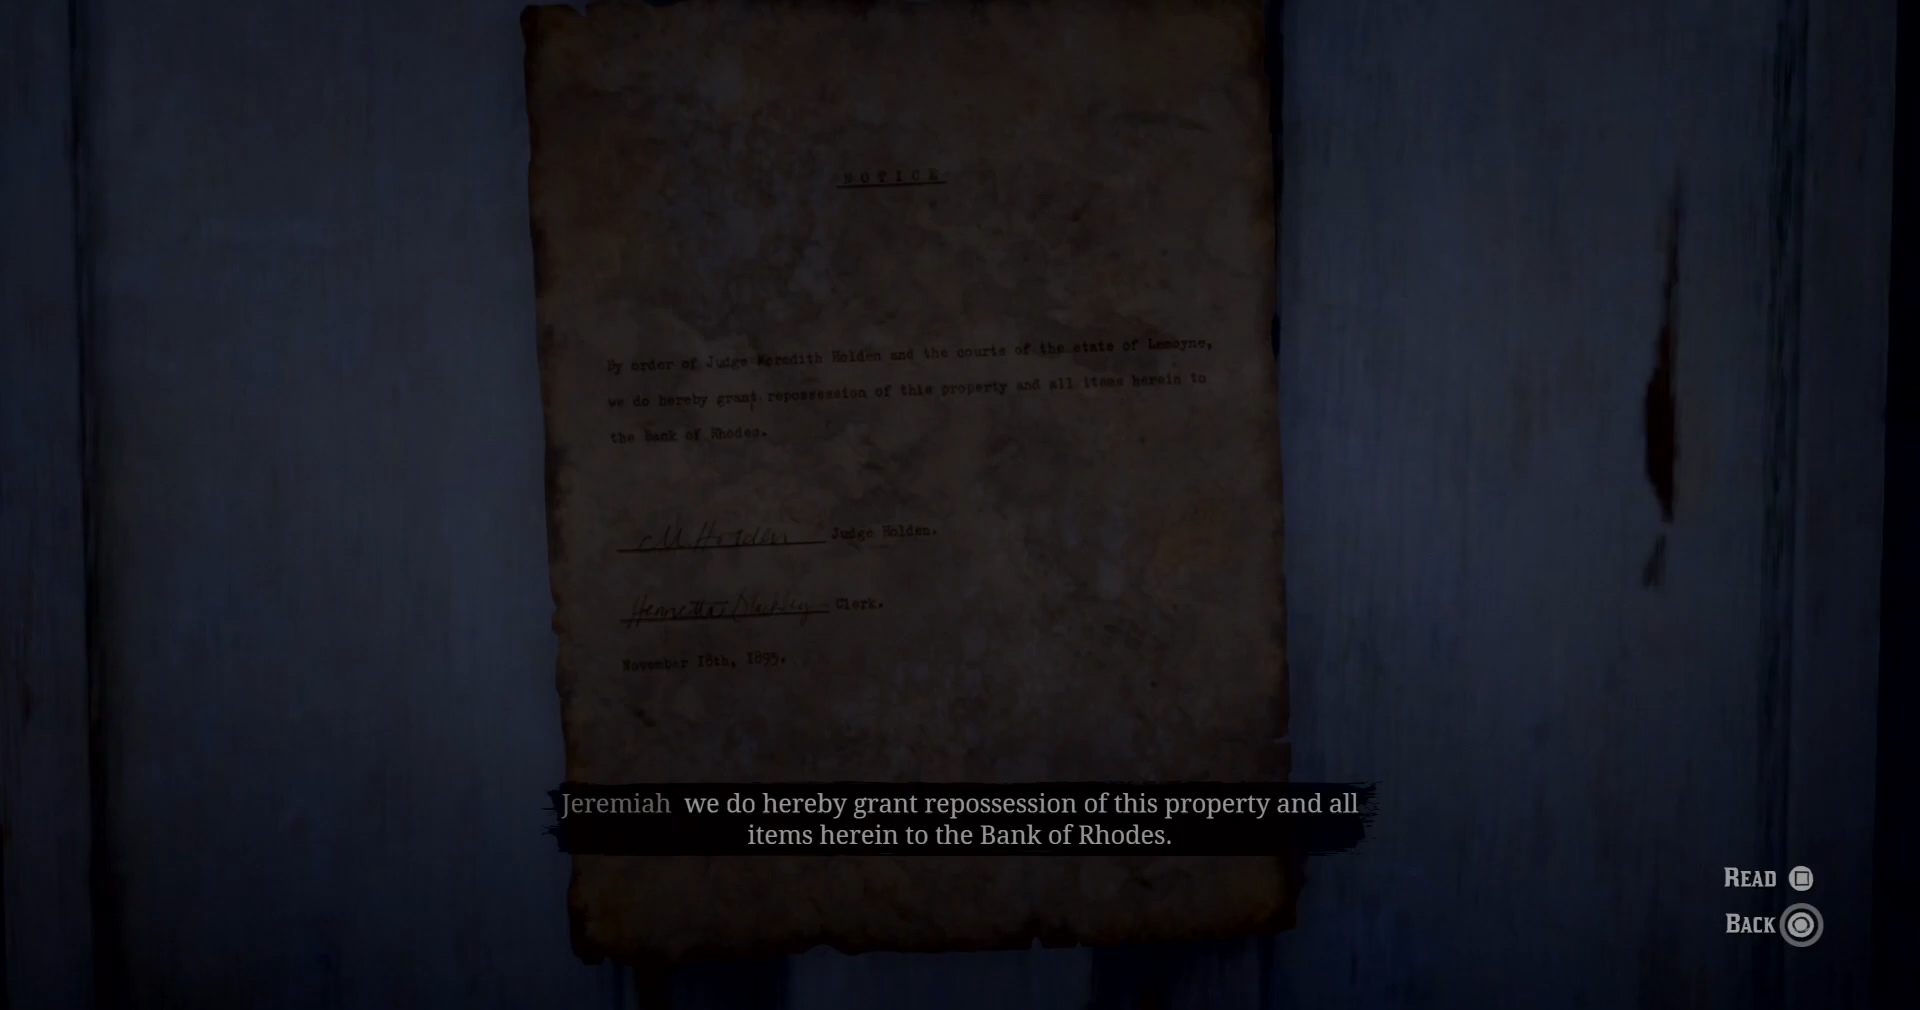 NOTICE
By order of Judge Meredith Holden and the courts of the state of Lemoyne,
we do hereby grant repossession of this property and all items herein to
the Bank of Rhodes.
M. Holden Judge Holden.
Henrietta Clerk.
November 18th, 1895.
Jeremiah we do hereby grant repossession of this property and all
items herein to the Bank of Rhodes.
READ
BACK